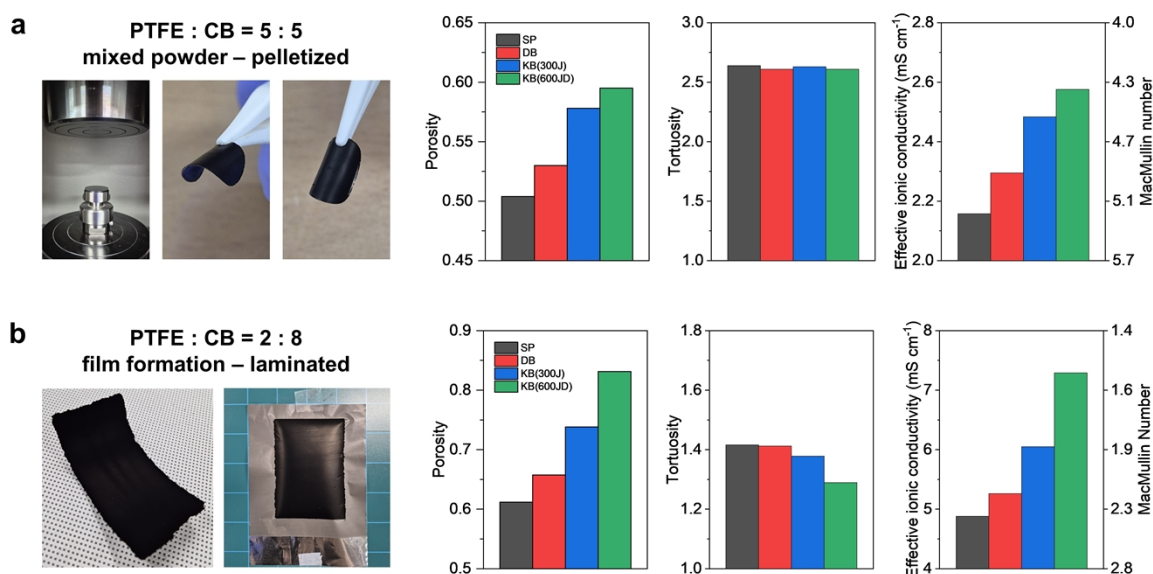 a
PTFE : CB = 5 : 5
mixed powder – pelletized
Porosity
0.65
0.60
0.55
0.50
0.45
SP
DB
KB(300J)
KB(600JD)
Tortuosity
3.0
2.5
2.0
1.5
1.0
Effective ionic conductivity (mS cm⁻¹)
2.8
2.6
2.4
2.2
2.0
4.0
4.3
4.7
5.1
5.7
MacMullin number
b
PTFE : CB = 2 : 8
film formation – laminated
Porosity
0.9
0.8
0.7
0.6
0.5
SP
DB
KB(300J)
KB(600JD)
Tortuosity
1.8
1.6
1.4
1.2
1.0
Effective ionic conductivity (mS cm⁻¹)
8
7
6
5
4
1.4
1.6
1.9
2.3
2.8
MacMullin Number